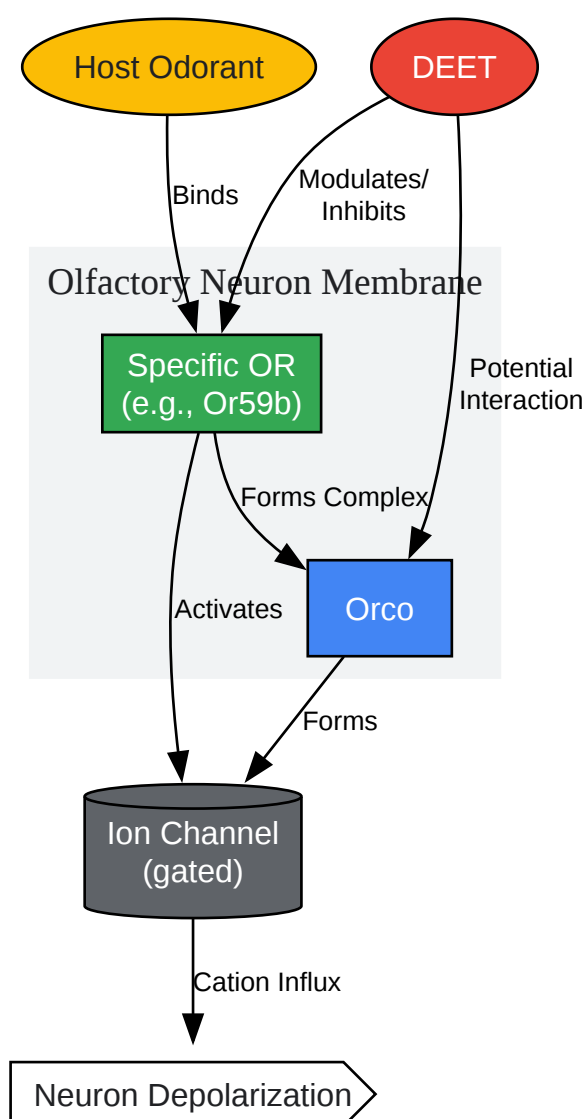 Host Odorant
DEET
Binds
Modulates/
Inhibits
Olfactory Neuron Membrane
Specific OR
(e.g., Or59b)
Potential
Interaction
Forms Complex
Orco
Activates
Forms
Ion Channel
(gated)
Cation Influx
Neuron Depolarization